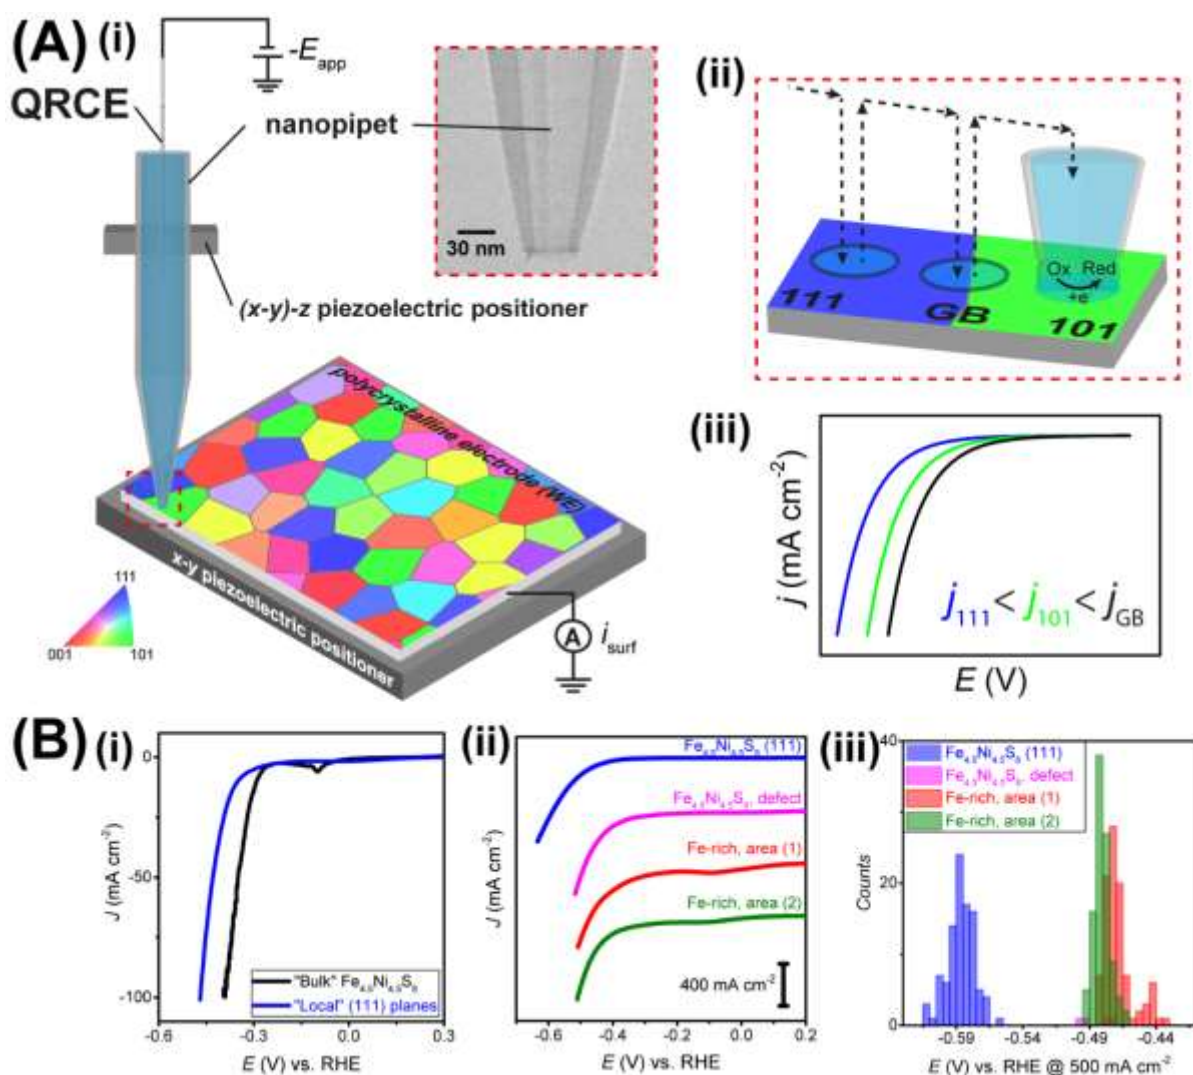 (A) (i)
-E_app
QRCE
nanopipet
30 nm
(x-y)-z piezoelectric positioner
polycrystalline electrode (WE)
x-y piezoelectric positioner
111
001
101
A
i_surf
(ii)
111
GB
101
Ox
Red
+e
(iii)
j (mA cm⁻²)
j₁₁₁ < j₁₀₁ < j_GB
E (V)
(B) (i)
0
-50
-100
J (mA cm⁻²)
"Bulk" Fe₄.₅Ni₄.₅S₈
"Local" (111) planes
-0.6
-0.3
0.0
0.3
E (V) vs. RHE
(ii)
J (mA cm⁻²)
Fe₄.₅Ni₄.₅S₈ (111)
Fe₄.₅Ni₄.₅S₈, defect
Fe-rich, area (1)
Fe-rich, area (2)
400 mA cm⁻²
-0.6
-0.4
-0.2
0.0
0.2
E (V) vs. RHE
(iii)
40
20
0
Counts
Fe₄.₅Ni₄.₅S₈ (111)
Fe₄.₅Ni₄.₅S₈, defect
Fe-rich, area (1)
Fe-rich, area (2)
-0.59
-0.54
-0.49
-0.44
E (V) vs. RHE @ 500 mA cm⁻²